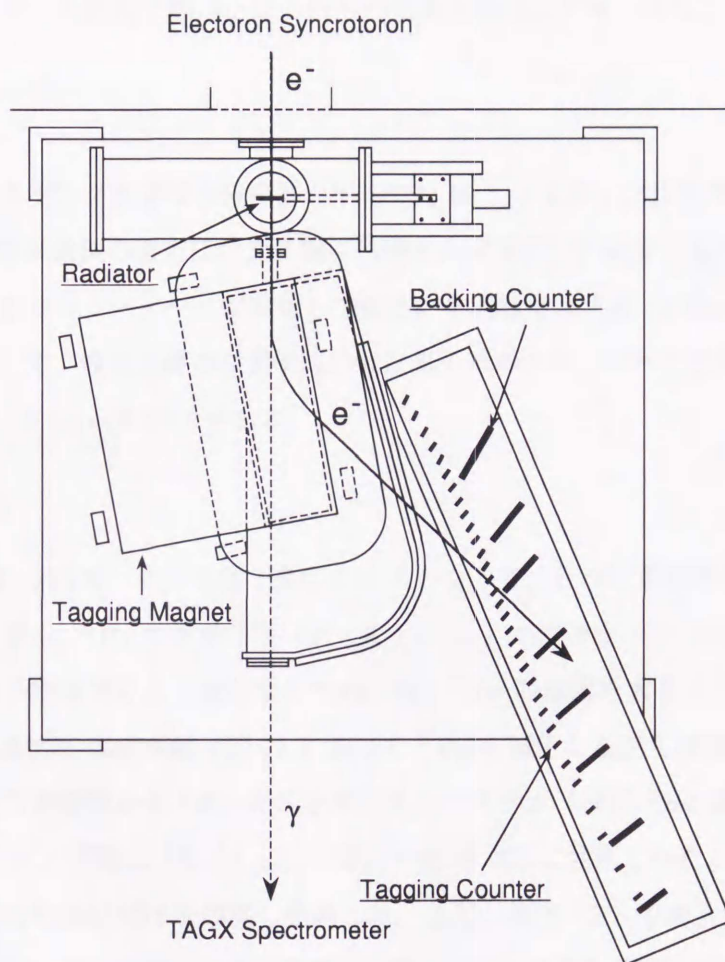 Electoron Syncrotoron
e-
Radiator
Backing Counter
e-
Tagging Magnet
γ
Tagging Counter
TAGX Spectrometer